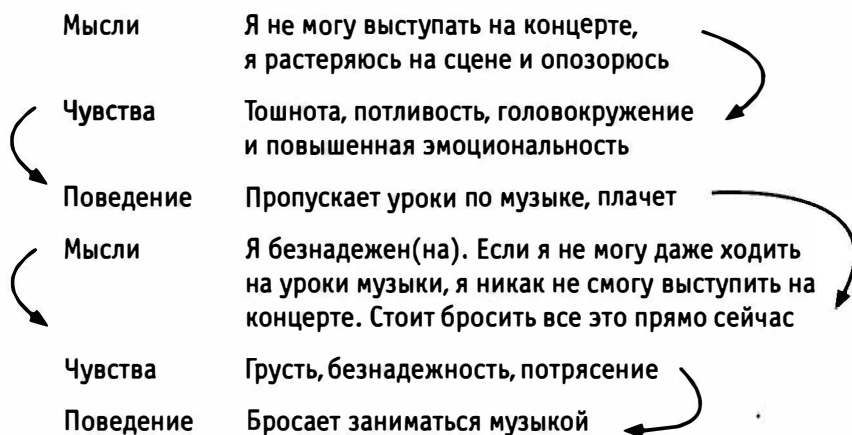 Мысли Я не могу выступать на концерте,
я растеряюсь на сцене и опозорюсь
Чувства Тошнота, потливость, головокружение
и повышенная эмоциональность
Поведение Пропускает уроки по музыке, плачет
Мысли Я безнадежен(на). Если я не могу даже ходить
на уроки музыки, я никак не смогу выступить на
концерте. Стоит бросить все это прямо сейчас
Чувства Грусть, безнадежность, потрясение
Поведение Бросает заниматься музыкой